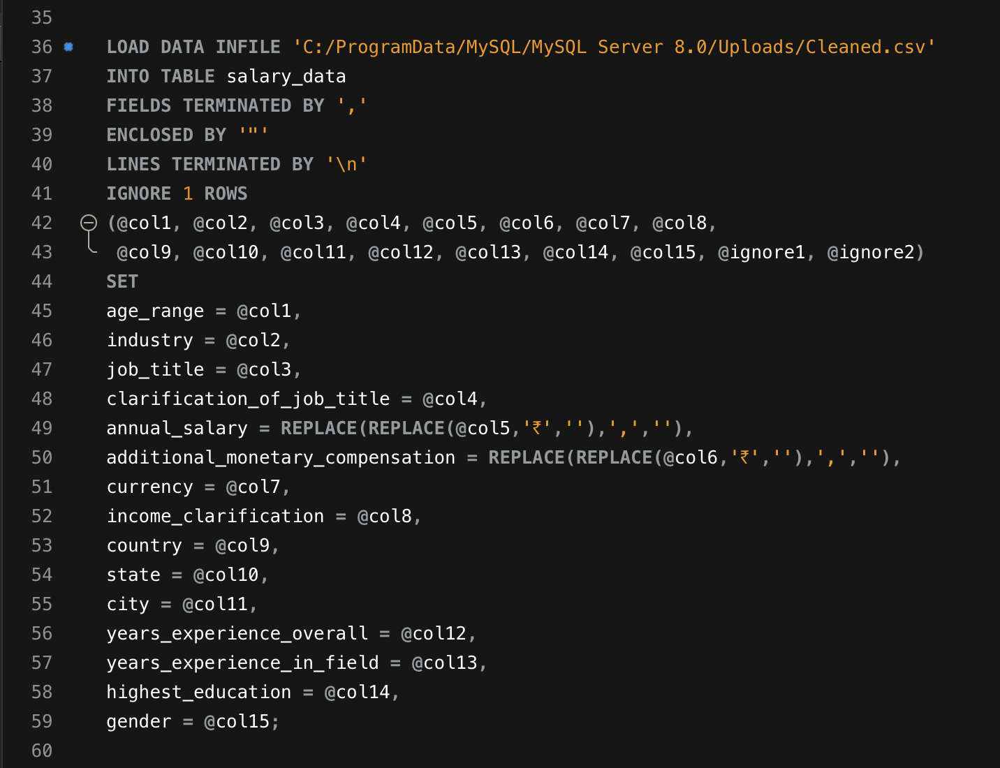 35
36 LOAD DATA INFILE 'C:/ProgramData/MySQL/MySQL Server 8.0/Uploads/Cleaned.csv'
37 INTO TABLE salary_data
38 FIELDS TERMINATED BY ','
39 ENCLOSED BY '"'
40 LINES TERMINATED BY '\n'
41 IGNORE 1 ROWS
42 (@col1, @col2, @col3, @col4, @col5, @col6, @col7, @col8,
43 @col9, @col10, @col11, @col12, @col13, @col14, @col15, @ignore1, @ignore2)
44 SET
45 age_range = @col1,
46 industry = @col2,
47 job_title = @col3,
48 clarification_of_job_title = @col4,
49 annual_salary = REPLACE(REPLACE(@col5,'₹',''),',',''),
50 additional_monetary_compensation = REPLACE(REPLACE(@col6,'₹',''),',',''),
51 currency = @col7,
52 income_clarification = @col8,
53 country = @col9,
54 state = @col10,
55 city = @col11,
56 years_experience_overall = @col12,
57 years_experience_in_field = @col13,
58 highest_education = @col14,
59 gender = @col15;
60